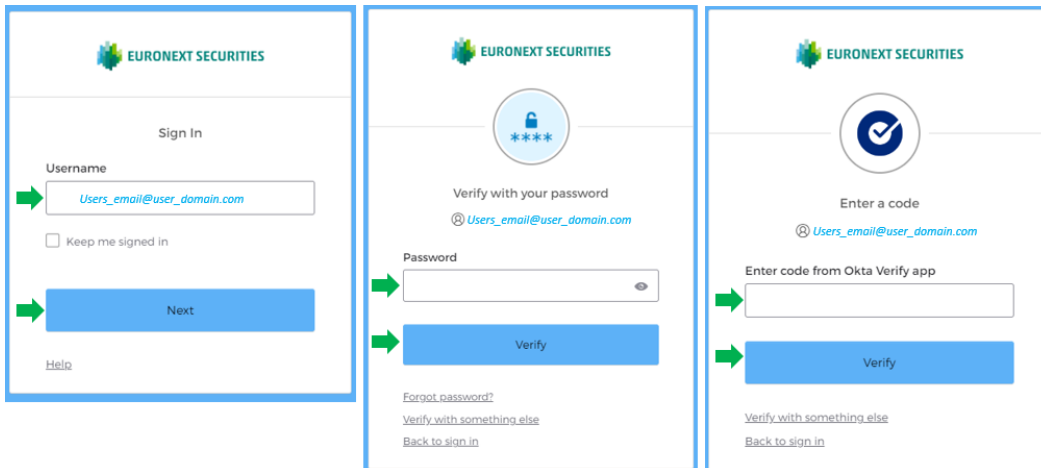 EURONEXT SECURITIES
Sign In
Username
Users_email@user_domain.com
Keep me signed in
Next
Help
EURONEXT SECURITIES
****
Verify with your password
Users_email@user_domain.com
Password
Verify
Forgot password?
Verify with something else
Back to sign in
EURONEXT SECURITIES
Enter a code
Users_email@user_domain.com
Enter code from Okta Verify app
Verify
Verify with something else
Back to sign in